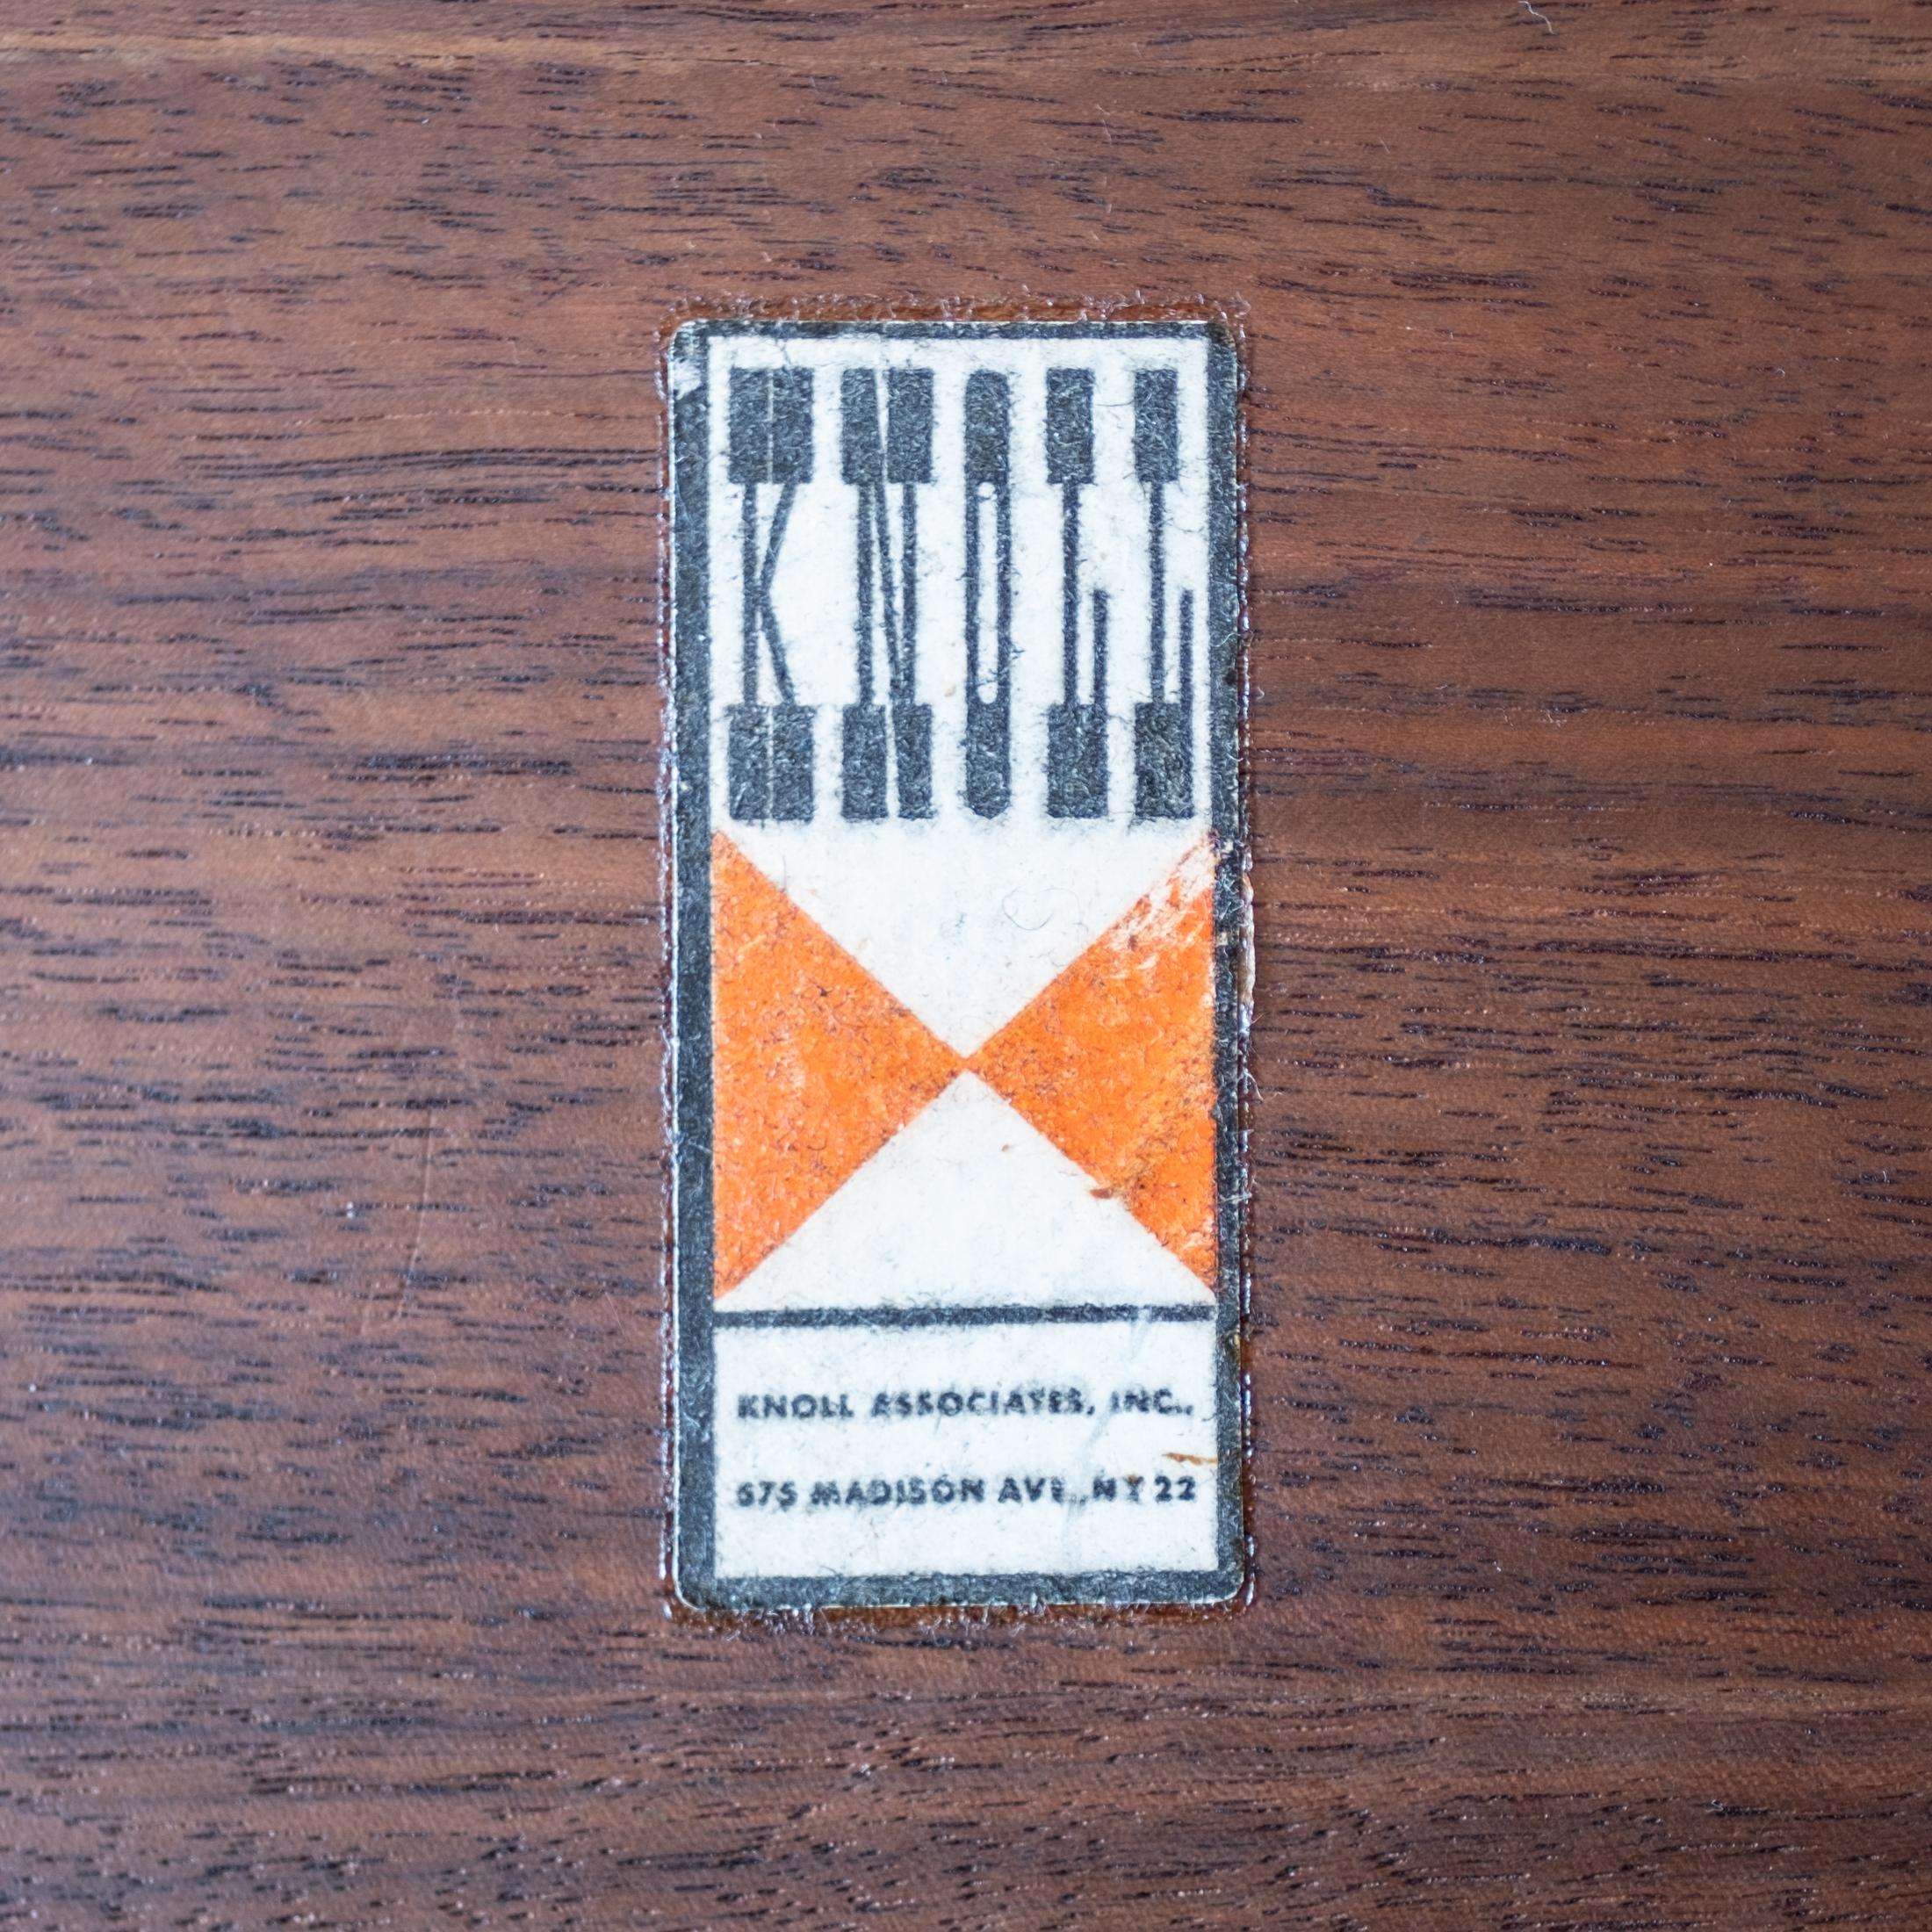 KNOLL
KNOLL ASSOCIATES, INC.,
575 MADISON AVE., NY 22